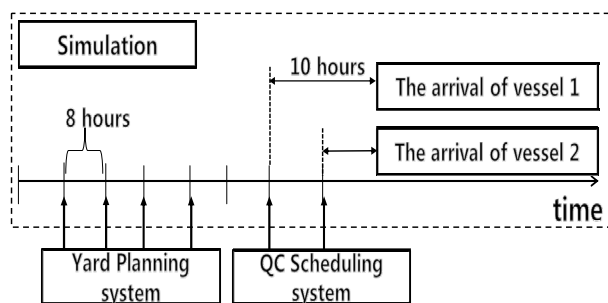 Simulation
10 hours
The arrival of vessel 1
8 hours
The arrival of vessel 2
time
Yard Planning
system
QC Scheduling
system